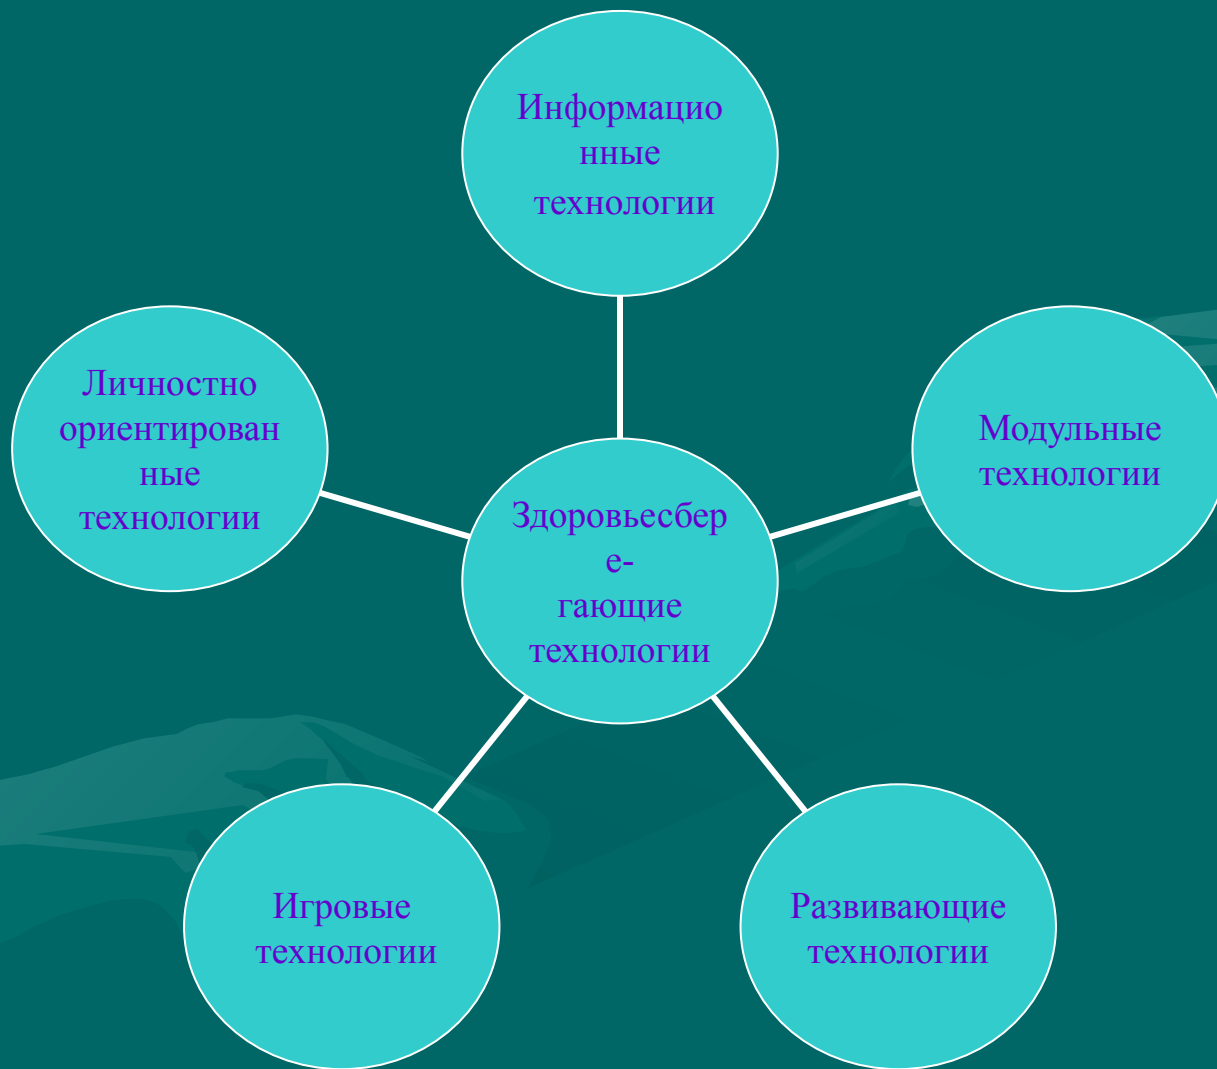 Информацио
нные
технологии
Личностно
ориентирован
ные
технологии
Модульные
технологии
Здоровьесбер
е-
гающие
технологии
Игровые
технологии
Развивающие
технологии